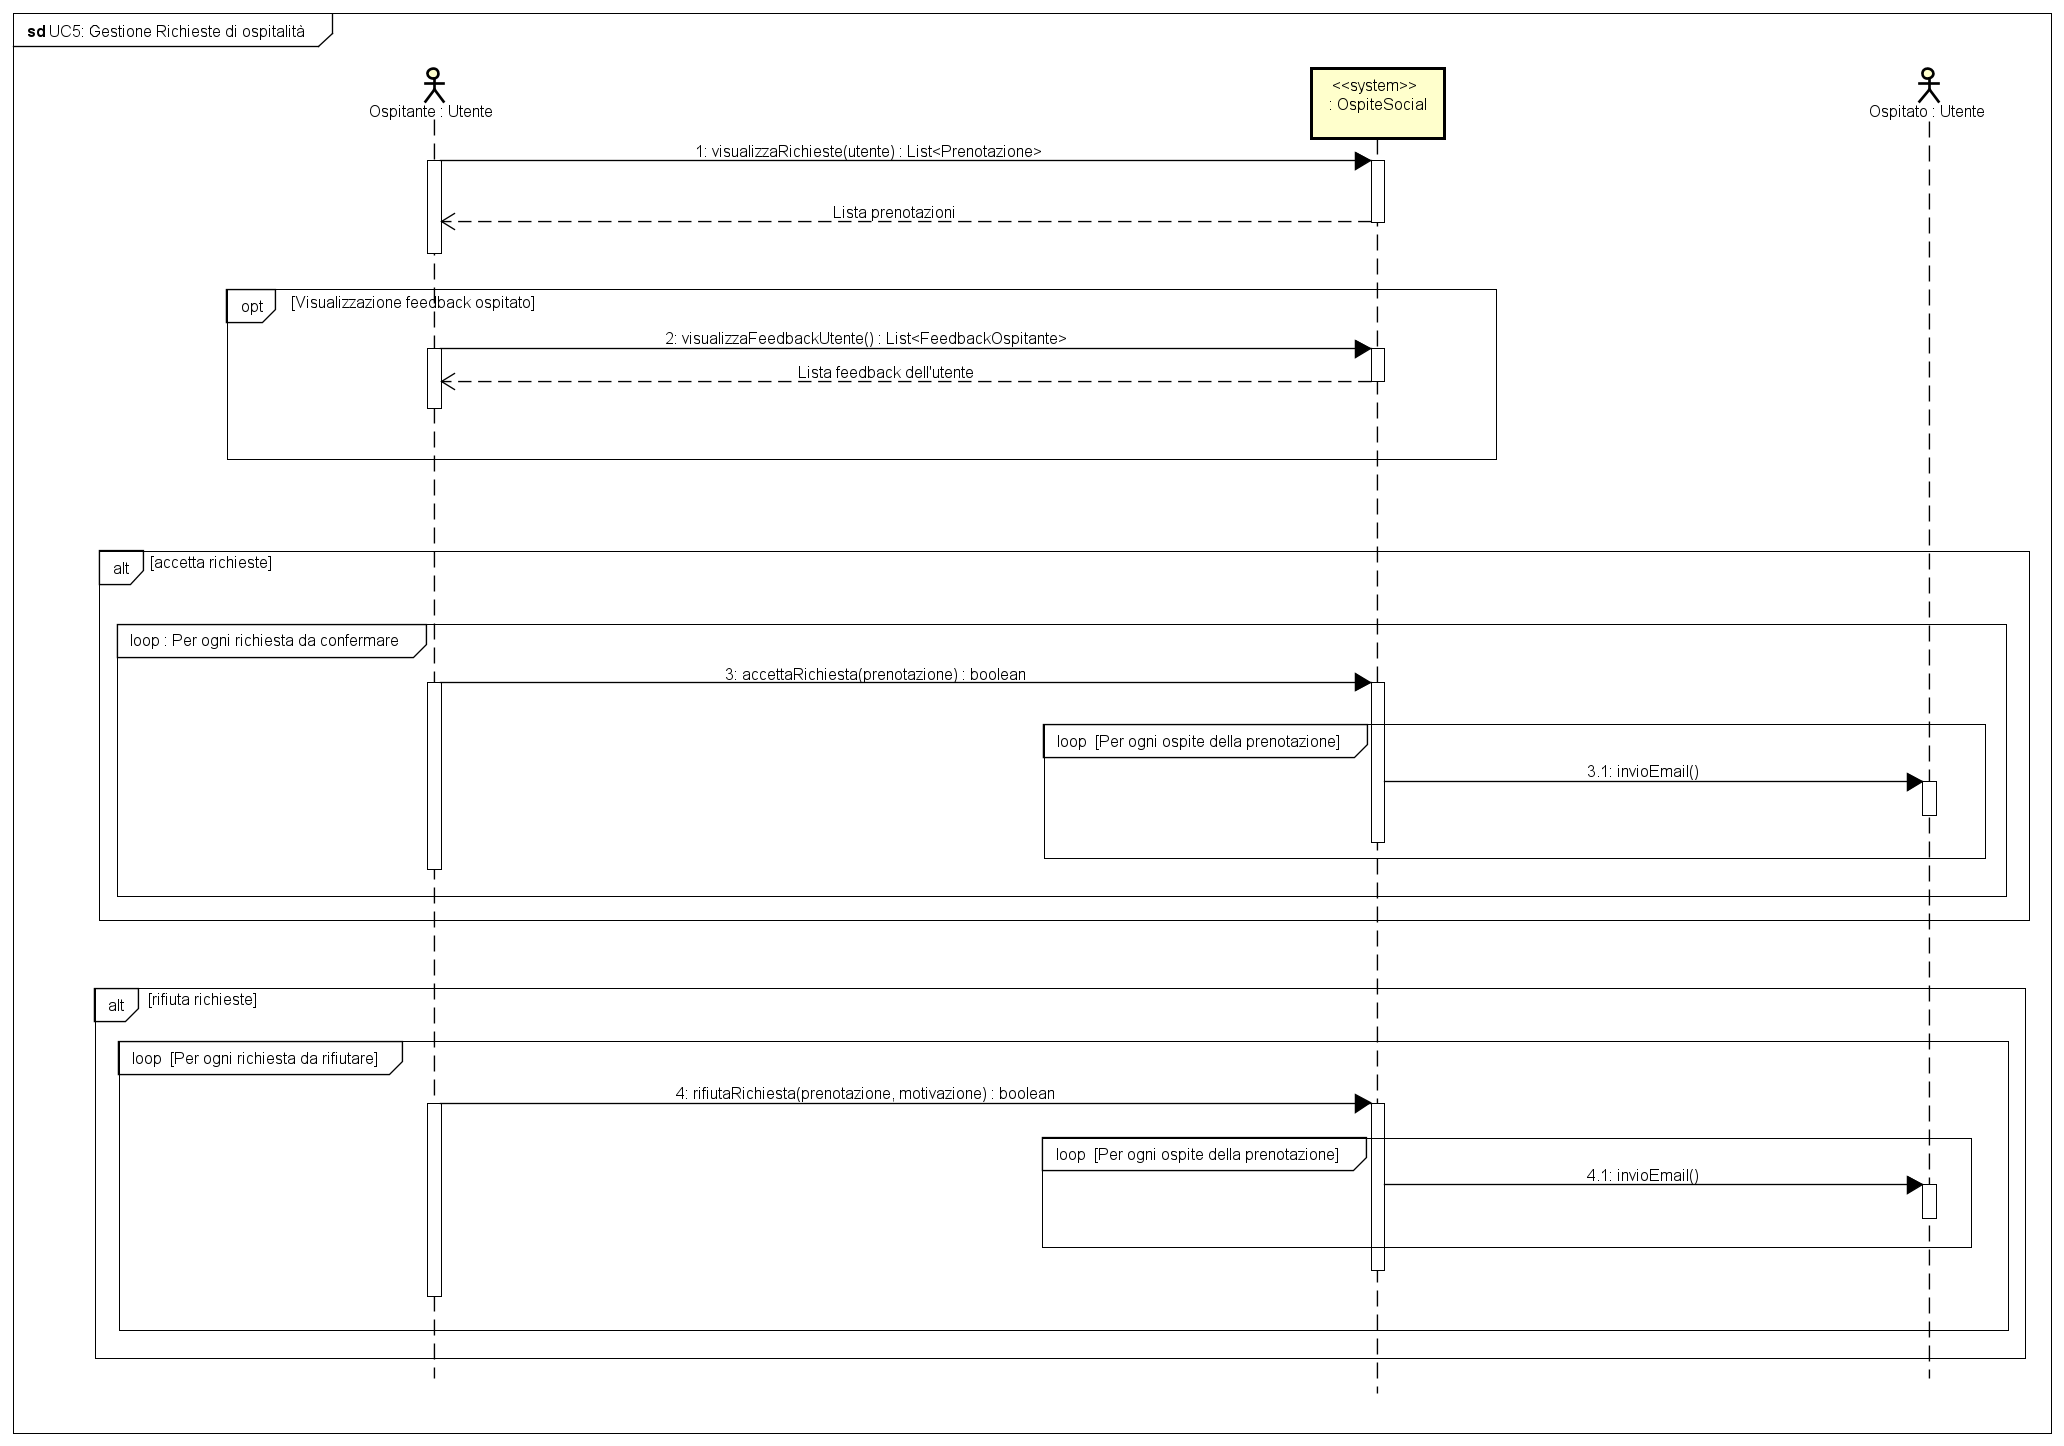 sd UC5: Gestione Richieste di ospitalità
Ospitante : Utente
<<system>>
: OspiteSocial
Ospitato : Utente
1: visualizzaRichieste(utente) : List<Prenotazione>
Lista prenotazioni
opt [Visualizzazione feedback ospitato]
2: visualizzaFeedbackUtente() : List<FeedbackOspitante>
Lista feedback dell'utente
alt [accetta richieste]
loop : Per ogni richiesta da confermare
3: accettaRichiesta(prenotazione) : boolean
loop [Per ogni ospite della prenotazione]
3.1: invioEmail()
alt [rifiuta richieste]
loop [Per ogni richiesta da rifiutare]
4: rifiutaRichiesta(prenotazione, motivazione) : boolean
loop [Per ogni ospite della prenotazione]
4.1: invioEmail()